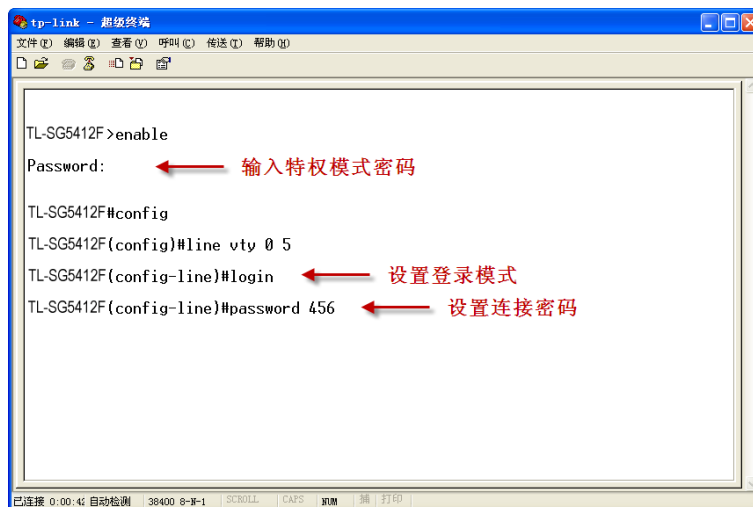 tp-link - 超级终端
文件(F) 编辑(E) 查看(V) 呼叫(C) 传送(T) 帮助(H)
TL-SG5412F>enable
Password: 输入特权模式密码
TL-SG5412F#config
TL-SG5412F(config)#line vty 0 5
TL-SG5412F(config-line)#login 设置登录模式
TL-SG5412F(config-line)#password 456 设置连接密码
已连接 0:00:42 自动检测 38400 8-N-1 SCROLL CAPS NUM 捕 打印